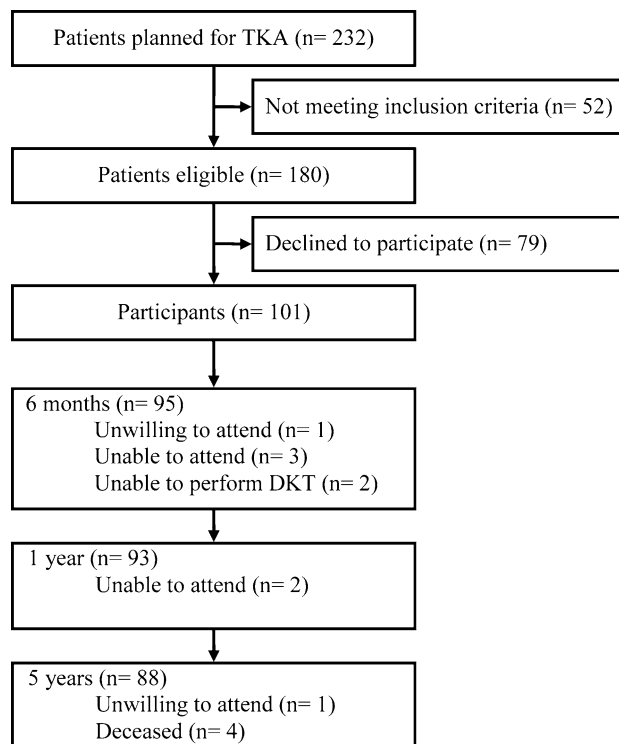 Patients planned for TKA (n= 232)
Not meeting inclusion criteria (n= 52)
Patients eligible (n= 180)
Declined to participate (n= 79)
Participants (n= 101)
6 months (n= 95)
Unwilling to attend (n= 1)
Unable to attend (n= 3)
Unable to perform DKT (n= 2)
1 year (n= 93)
Unable to attend (n= 2)
5 years (n= 88)
Unwilling to attend (n= 1)
Deceased (n= 4)